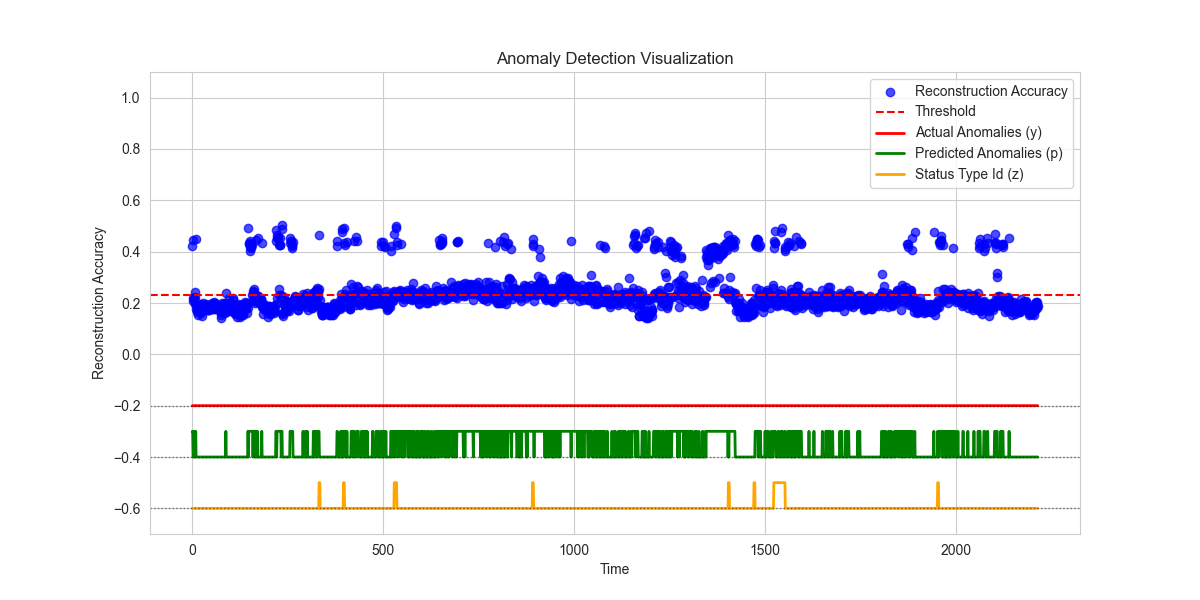 Anomaly Detection Visualization
Reconstruction Accuracy
Threshold
Actual Anomalies (y)
Predicted Anomalies (p)
Status Type Id (z)
Reconstruction Accuracy
1.0
0.8
0.6
0.4
0.2
0.0
−0.2
−0.4
−0.6
0 500 1000 1500 2000
Time